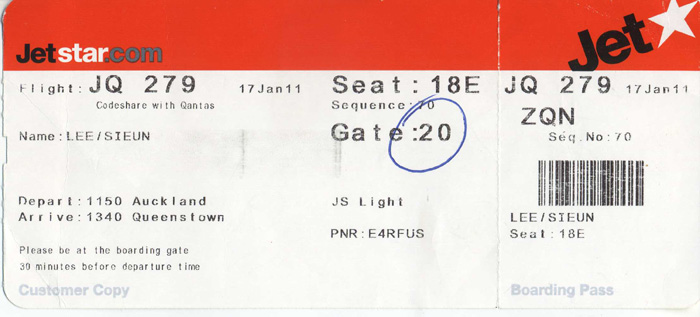 Jetstar.com
Flight: JQ 279 17Jan11
Codeshare with Qantas
Name: LEE/SIEUN
Depart: 1150 Auckland
Arrive: 1340 Queenstown
Please be at the boarding gate
30 minutes before departure time
Customer Copy
Seat: 18E
Sequence: 70
Gate: 20
JS Light
PNR: E4RFUS
Jet
JQ 279 17Jan11
ZQN
Seq.No: 70
LEE/SIEUN
Seat: 18E
Boarding Pass